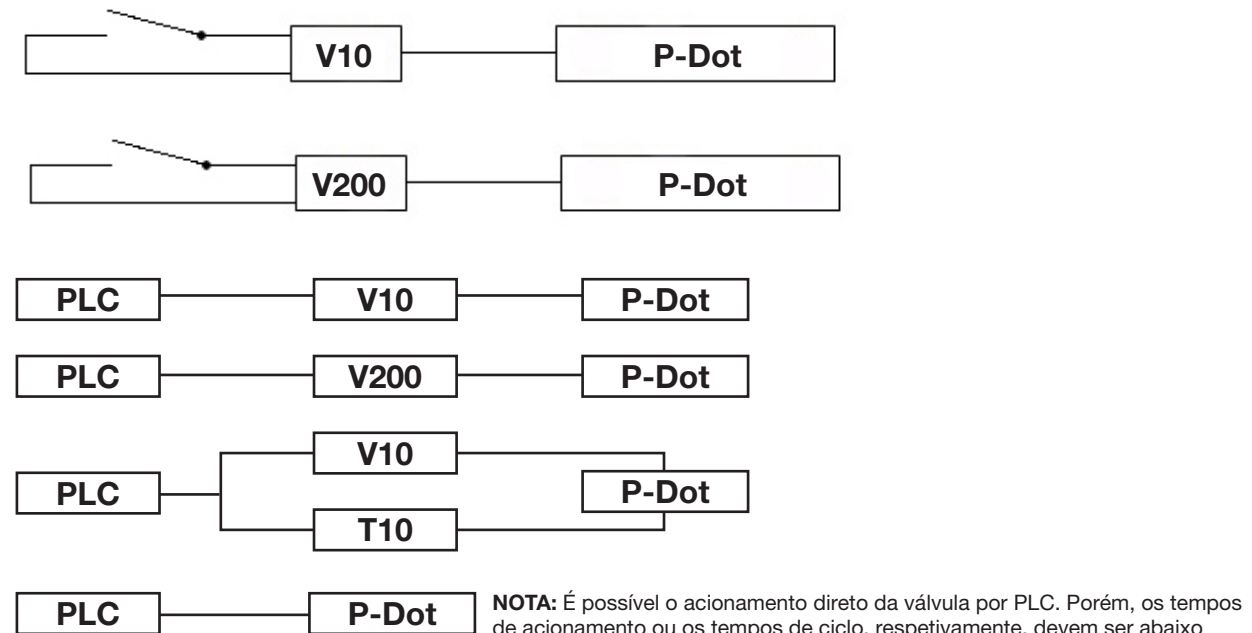 V10 P-Dot
V200 P-Dot
PLC V10 P-Dot
PLC V200 P-Dot
V10
PLC P-Dot
T10
PLC P-Dot NOTA: É possível o acionamento direto da válvula por PLC. Porém, os tempos
de acionamento ou os tempos de ciclo, respetivamente, devem ser abaixo